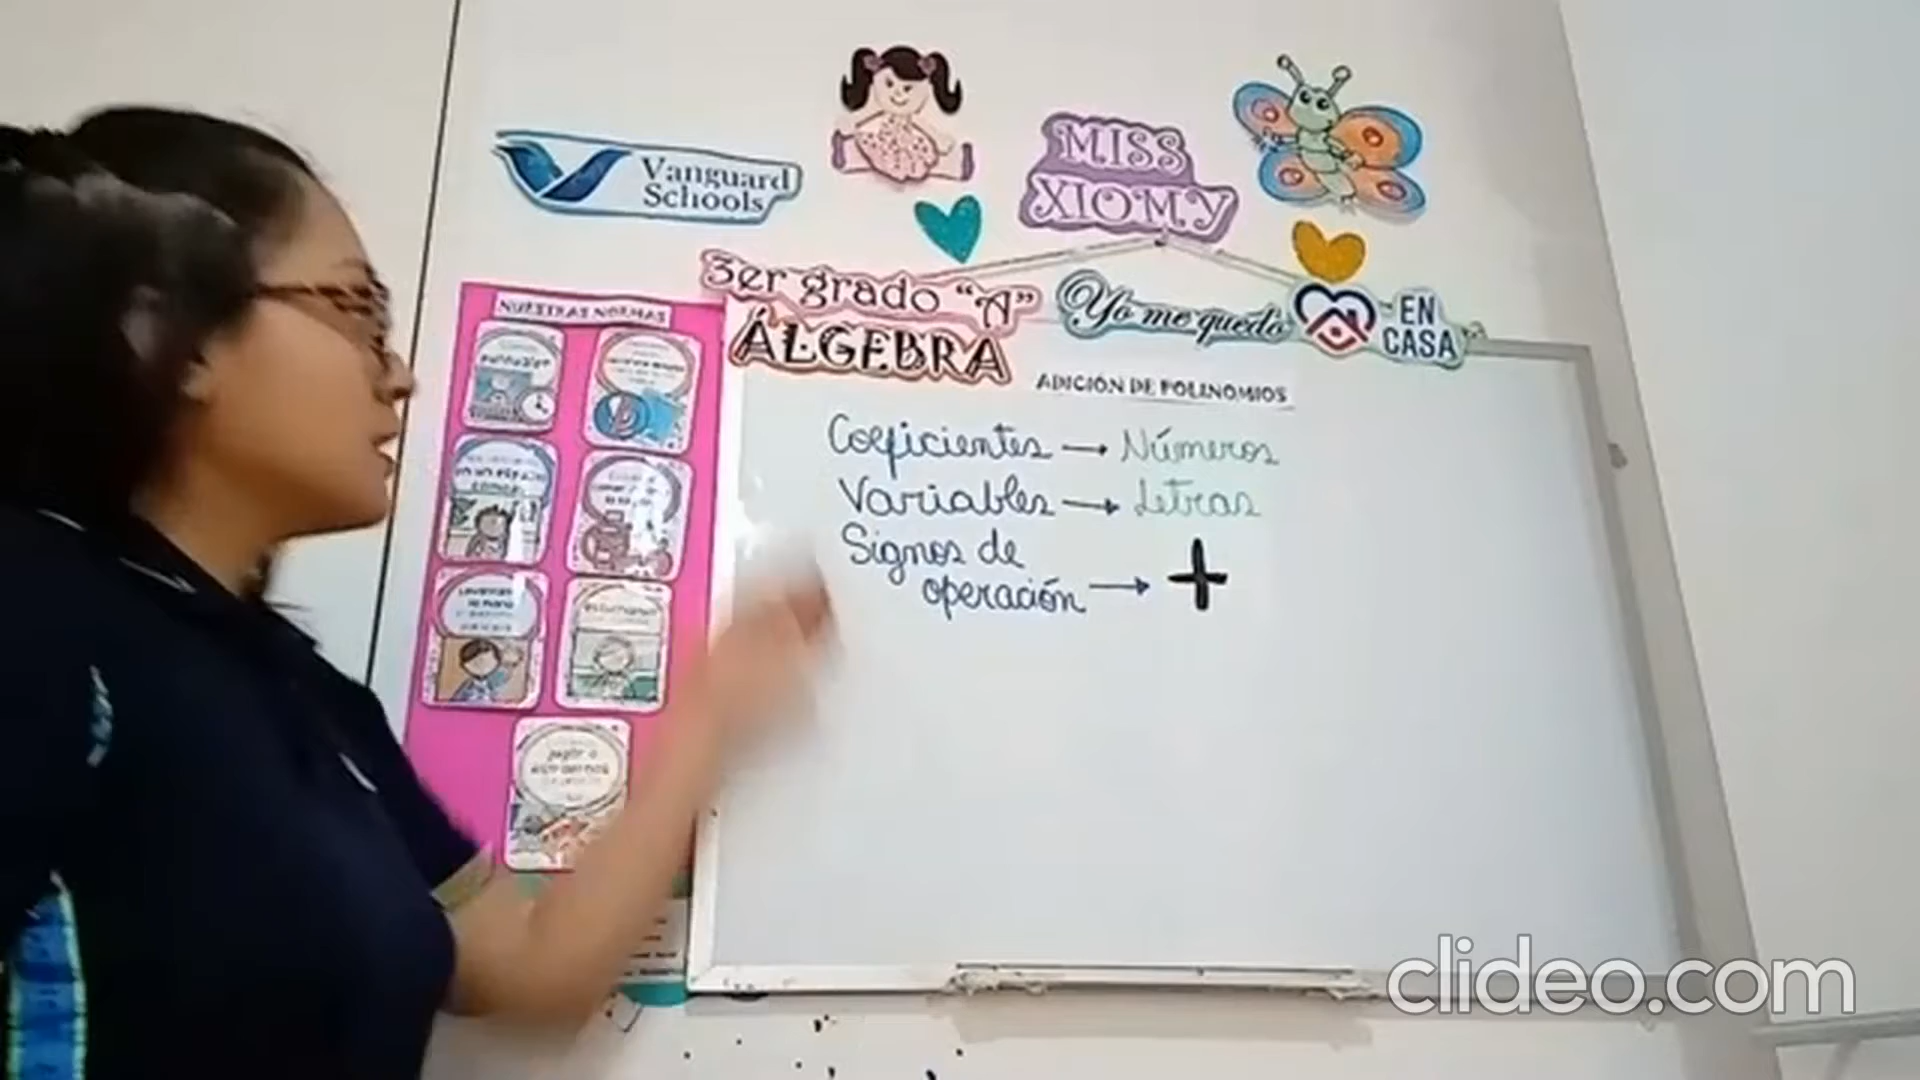 Vanguard
Schools
MISS
XIOMY
3er grado "A"
ÁLGEBRA
Yo me quedo
EN
CASA
NUESTRAS NORMAS
ADICIÓN DE POLINOMIOS
Coeficientes → Números
Variables → Letras
Signos de
operación → +
clideo.com